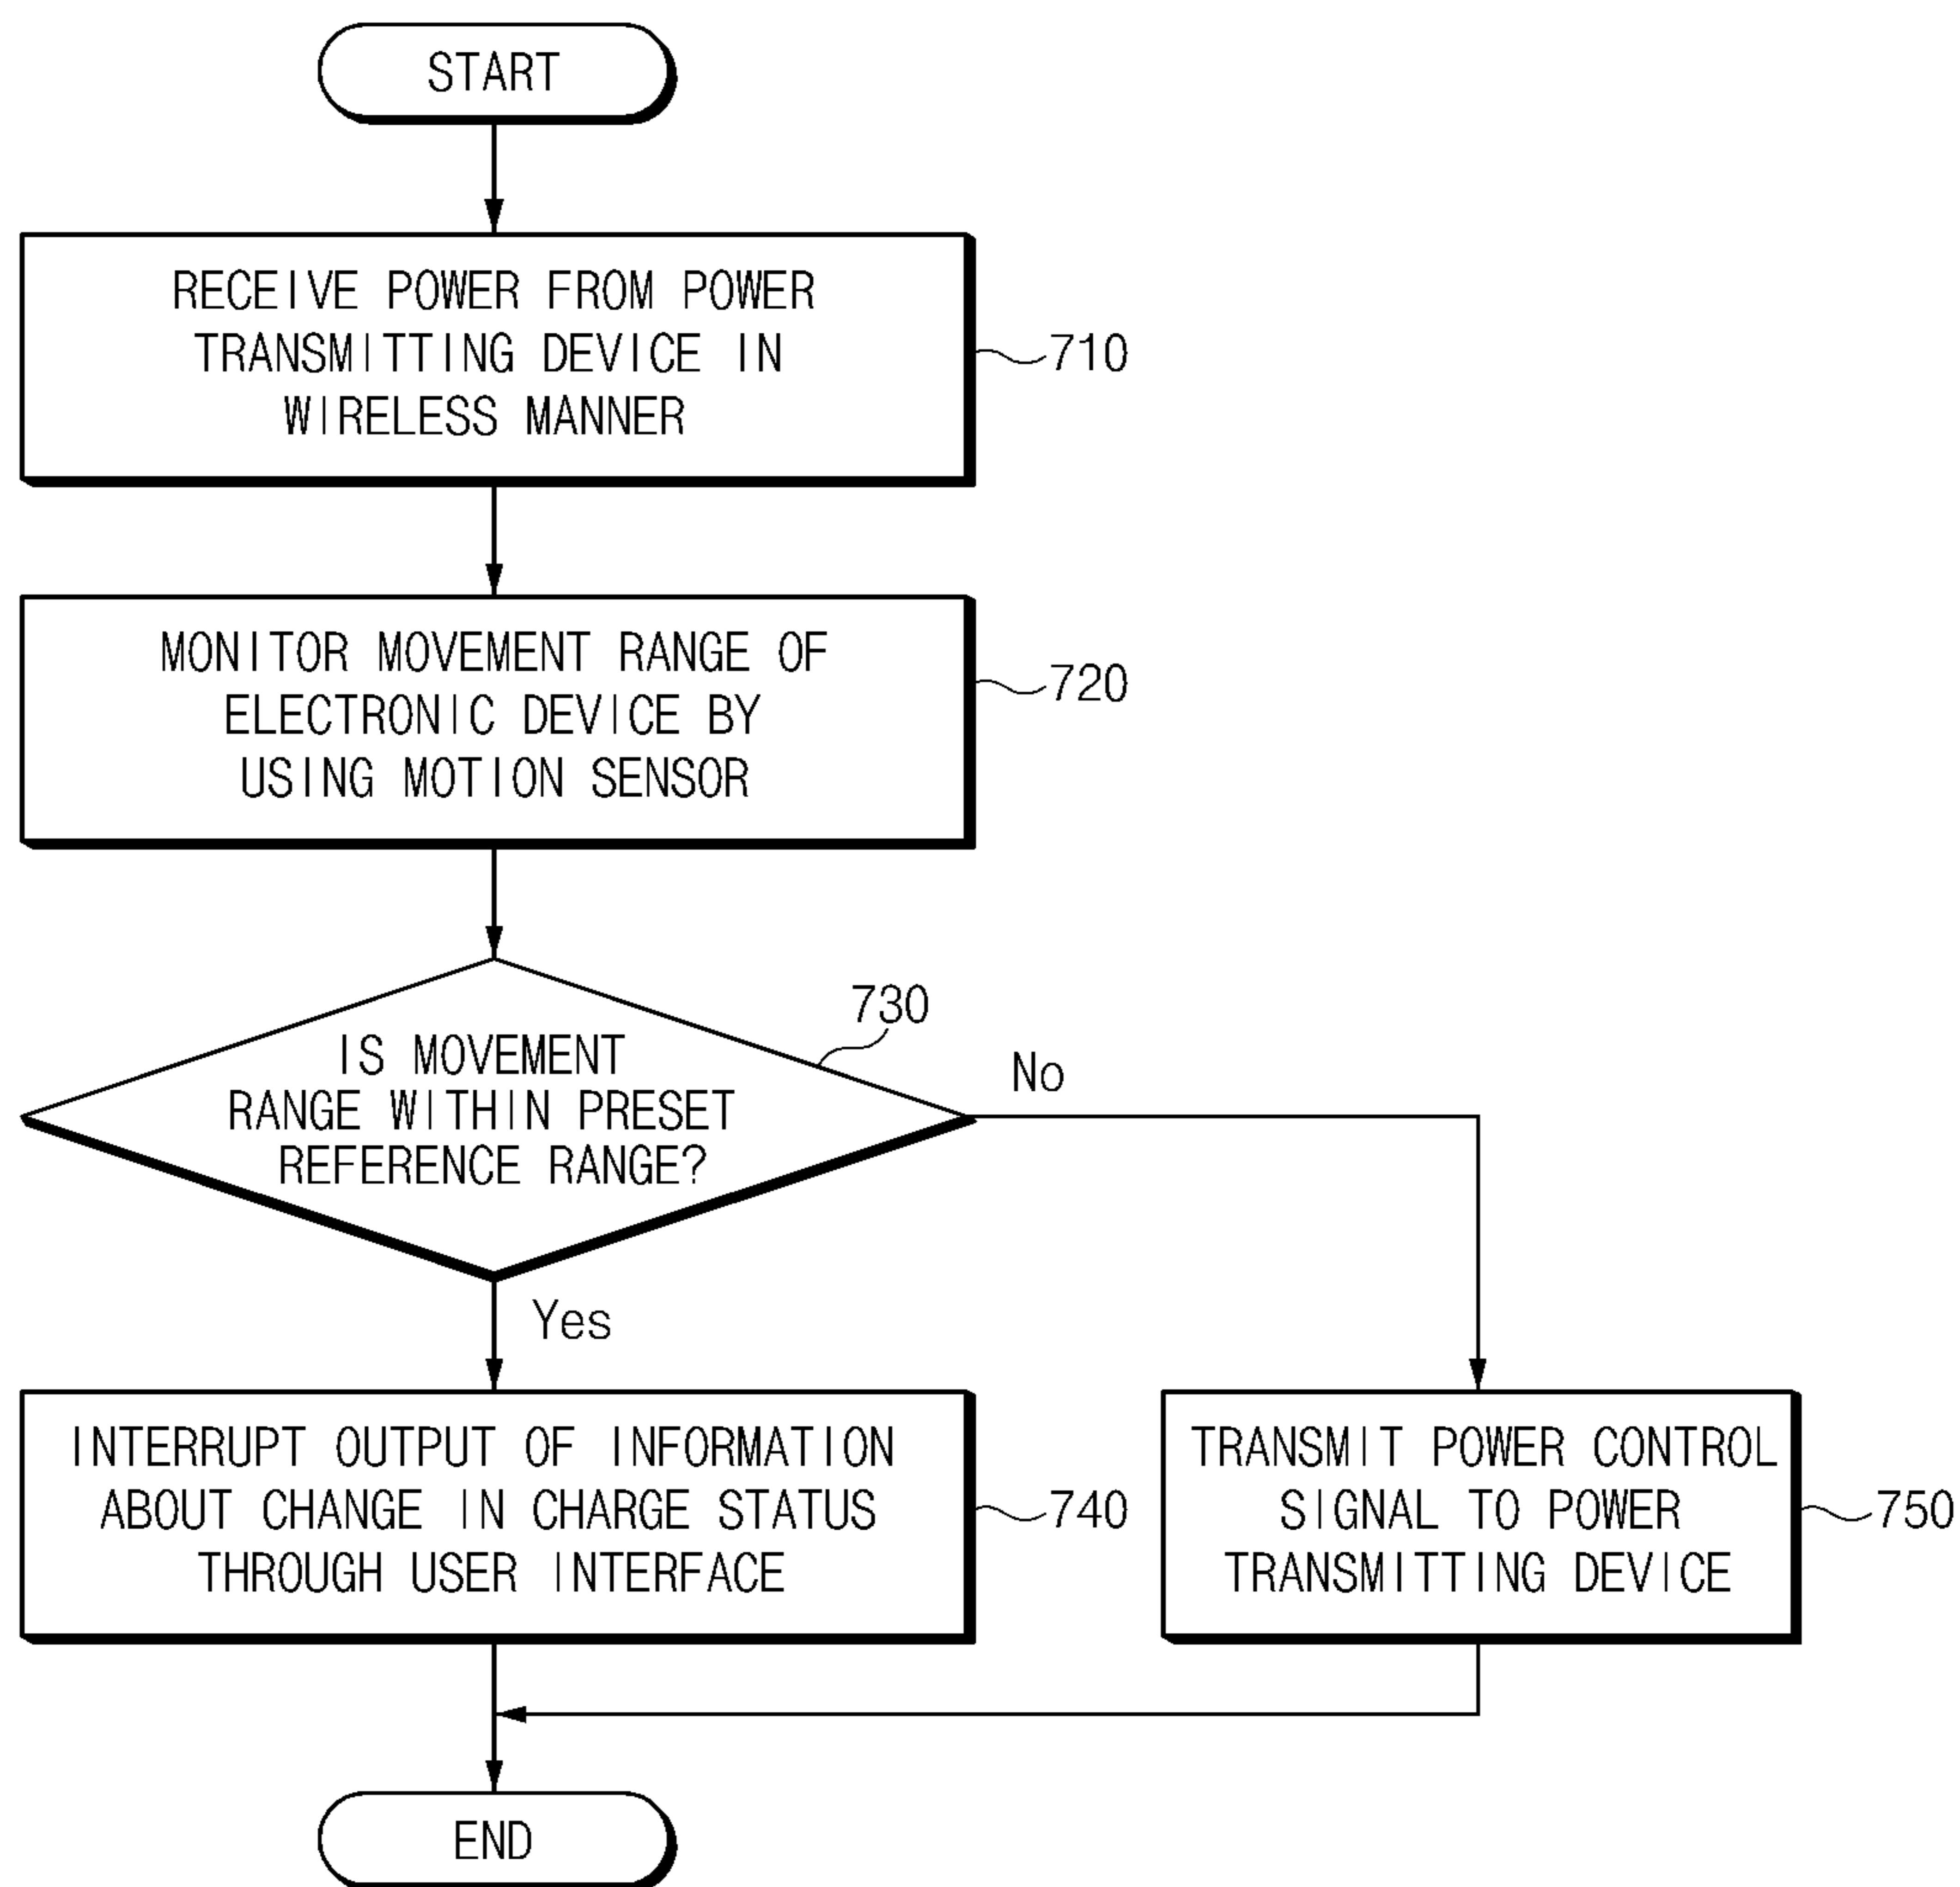 START
RECEIVE POWER FROM POWER
TRANSMITTING DEVICE IN
WIRELESS MANNER
710
MONITOR MOVEMENT RANGE OF
ELECTRONIC DEVICE BY
USING MOTION SENSOR
720
730
IS MOVEMENT
RANGE WITHIN PRESET
REFERENCE RANGE?
No
Yes
INTERRUPT OUTPUT OF INFORMATION
ABOUT CHANGE IN CHARGE STATUS
THROUGH USER INTERFACE
740
TRANSMIT POWER CONTROL
SIGNAL TO POWER
TRANSMITTING DEVICE
750
END